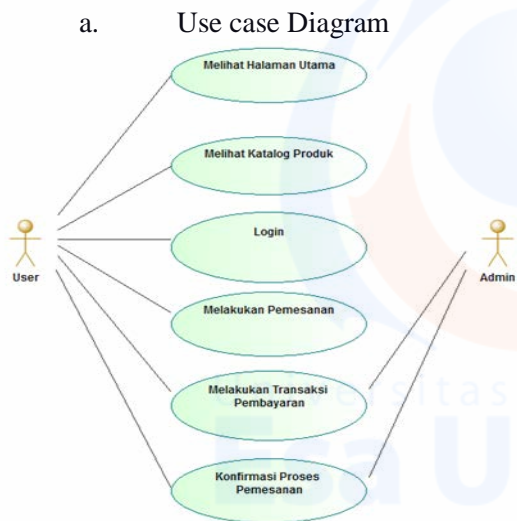 a. Use case Diagram
Melihat Halaman Utama
Melihat Katalog Produk
Login
User
Admin
Melakukan Pemesanan
Melakukan Transaksi
Pembayaran
Konfirmasi Proses
Pemesanan
Esa U